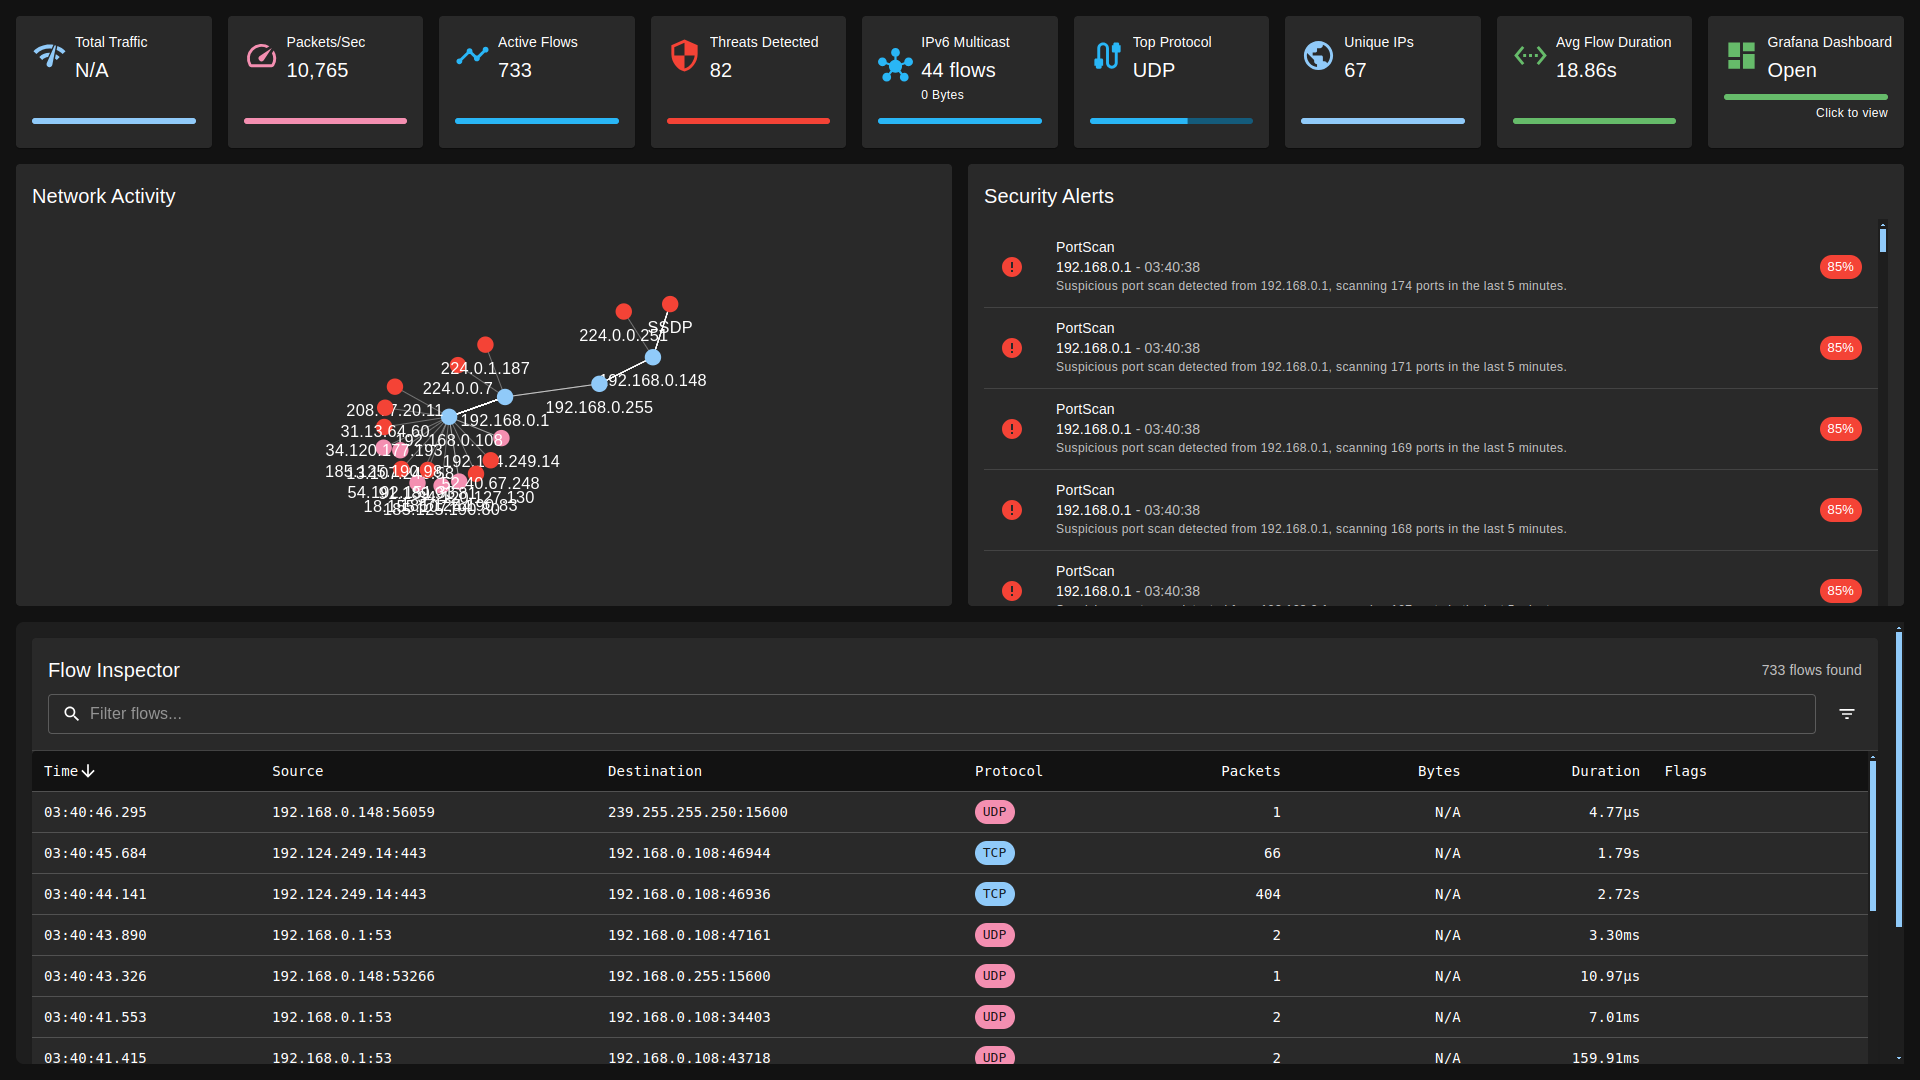 Total Traffic
N/A
Packets/Sec
10,765
Active Flows
733
Threats Detected
82
IPv6 Multicast
44 flows
0 Bytes
Top Protocol
UDP
Unique IPs
67
Avg Flow Duration
18.86s
Grafana Dashboard
Open
Click to view
Network Activity
SSDP
224.0.0.251
224.0.1.187
192.168.0.148
224.0.0.7
192.168.0.255
192.168.0.1
31.13.64.60
192.168.0.108
34.120.177.193
52.40.67.248
Security Alerts
PortScan
192.168.0.1 - 03:40:38
Suspicious port scan detected from 192.168.0.1, scanning 174 ports in the last 5 minutes.
85%
PortScan
192.168.0.1 - 03:40:38
Suspicious port scan detected from 192.168.0.1, scanning 171 ports in the last 5 minutes.
85%
PortScan
192.168.0.1 - 03:40:38
Suspicious port scan detected from 192.168.0.1, scanning 169 ports in the last 5 minutes.
85%
PortScan
192.168.0.1 - 03:40:38
Suspicious port scan detected from 192.168.0.1, scanning 168 ports in the last 5 minutes.
85%
PortScan
192.168.0.1 - 03:40:38
85%
Flow Inspector
733 flows found
Filter flows...
Time Source Destination Protocol Packets Bytes Duration Flags
03:40:46.295 192.168.0.148:56059 239.255.255.250:15600 UDP 1 N/A 4.77µs
03:40:45.684 192.124.249.14:443 192.168.0.108:46944 TCP 66 N/A 1.79s
03:40:44.141 192.124.249.14:443 192.168.0.108:46936 TCP 404 N/A 2.72s
03:40:43.890 192.168.0.1:53 192.168.0.108:47161 UDP 2 N/A 3.30ms
03:40:43.326 192.168.0.148:53266 192.168.0.255:15600 UDP 1 N/A 10.97µs
03:40:41.553 192.168.0.1:53 192.168.0.108:34403 UDP 2 N/A 7.01ms
03:40:41.415 192.168.0.1:53 192.168.0.108:43718 UDP 2 N/A 159.91ms